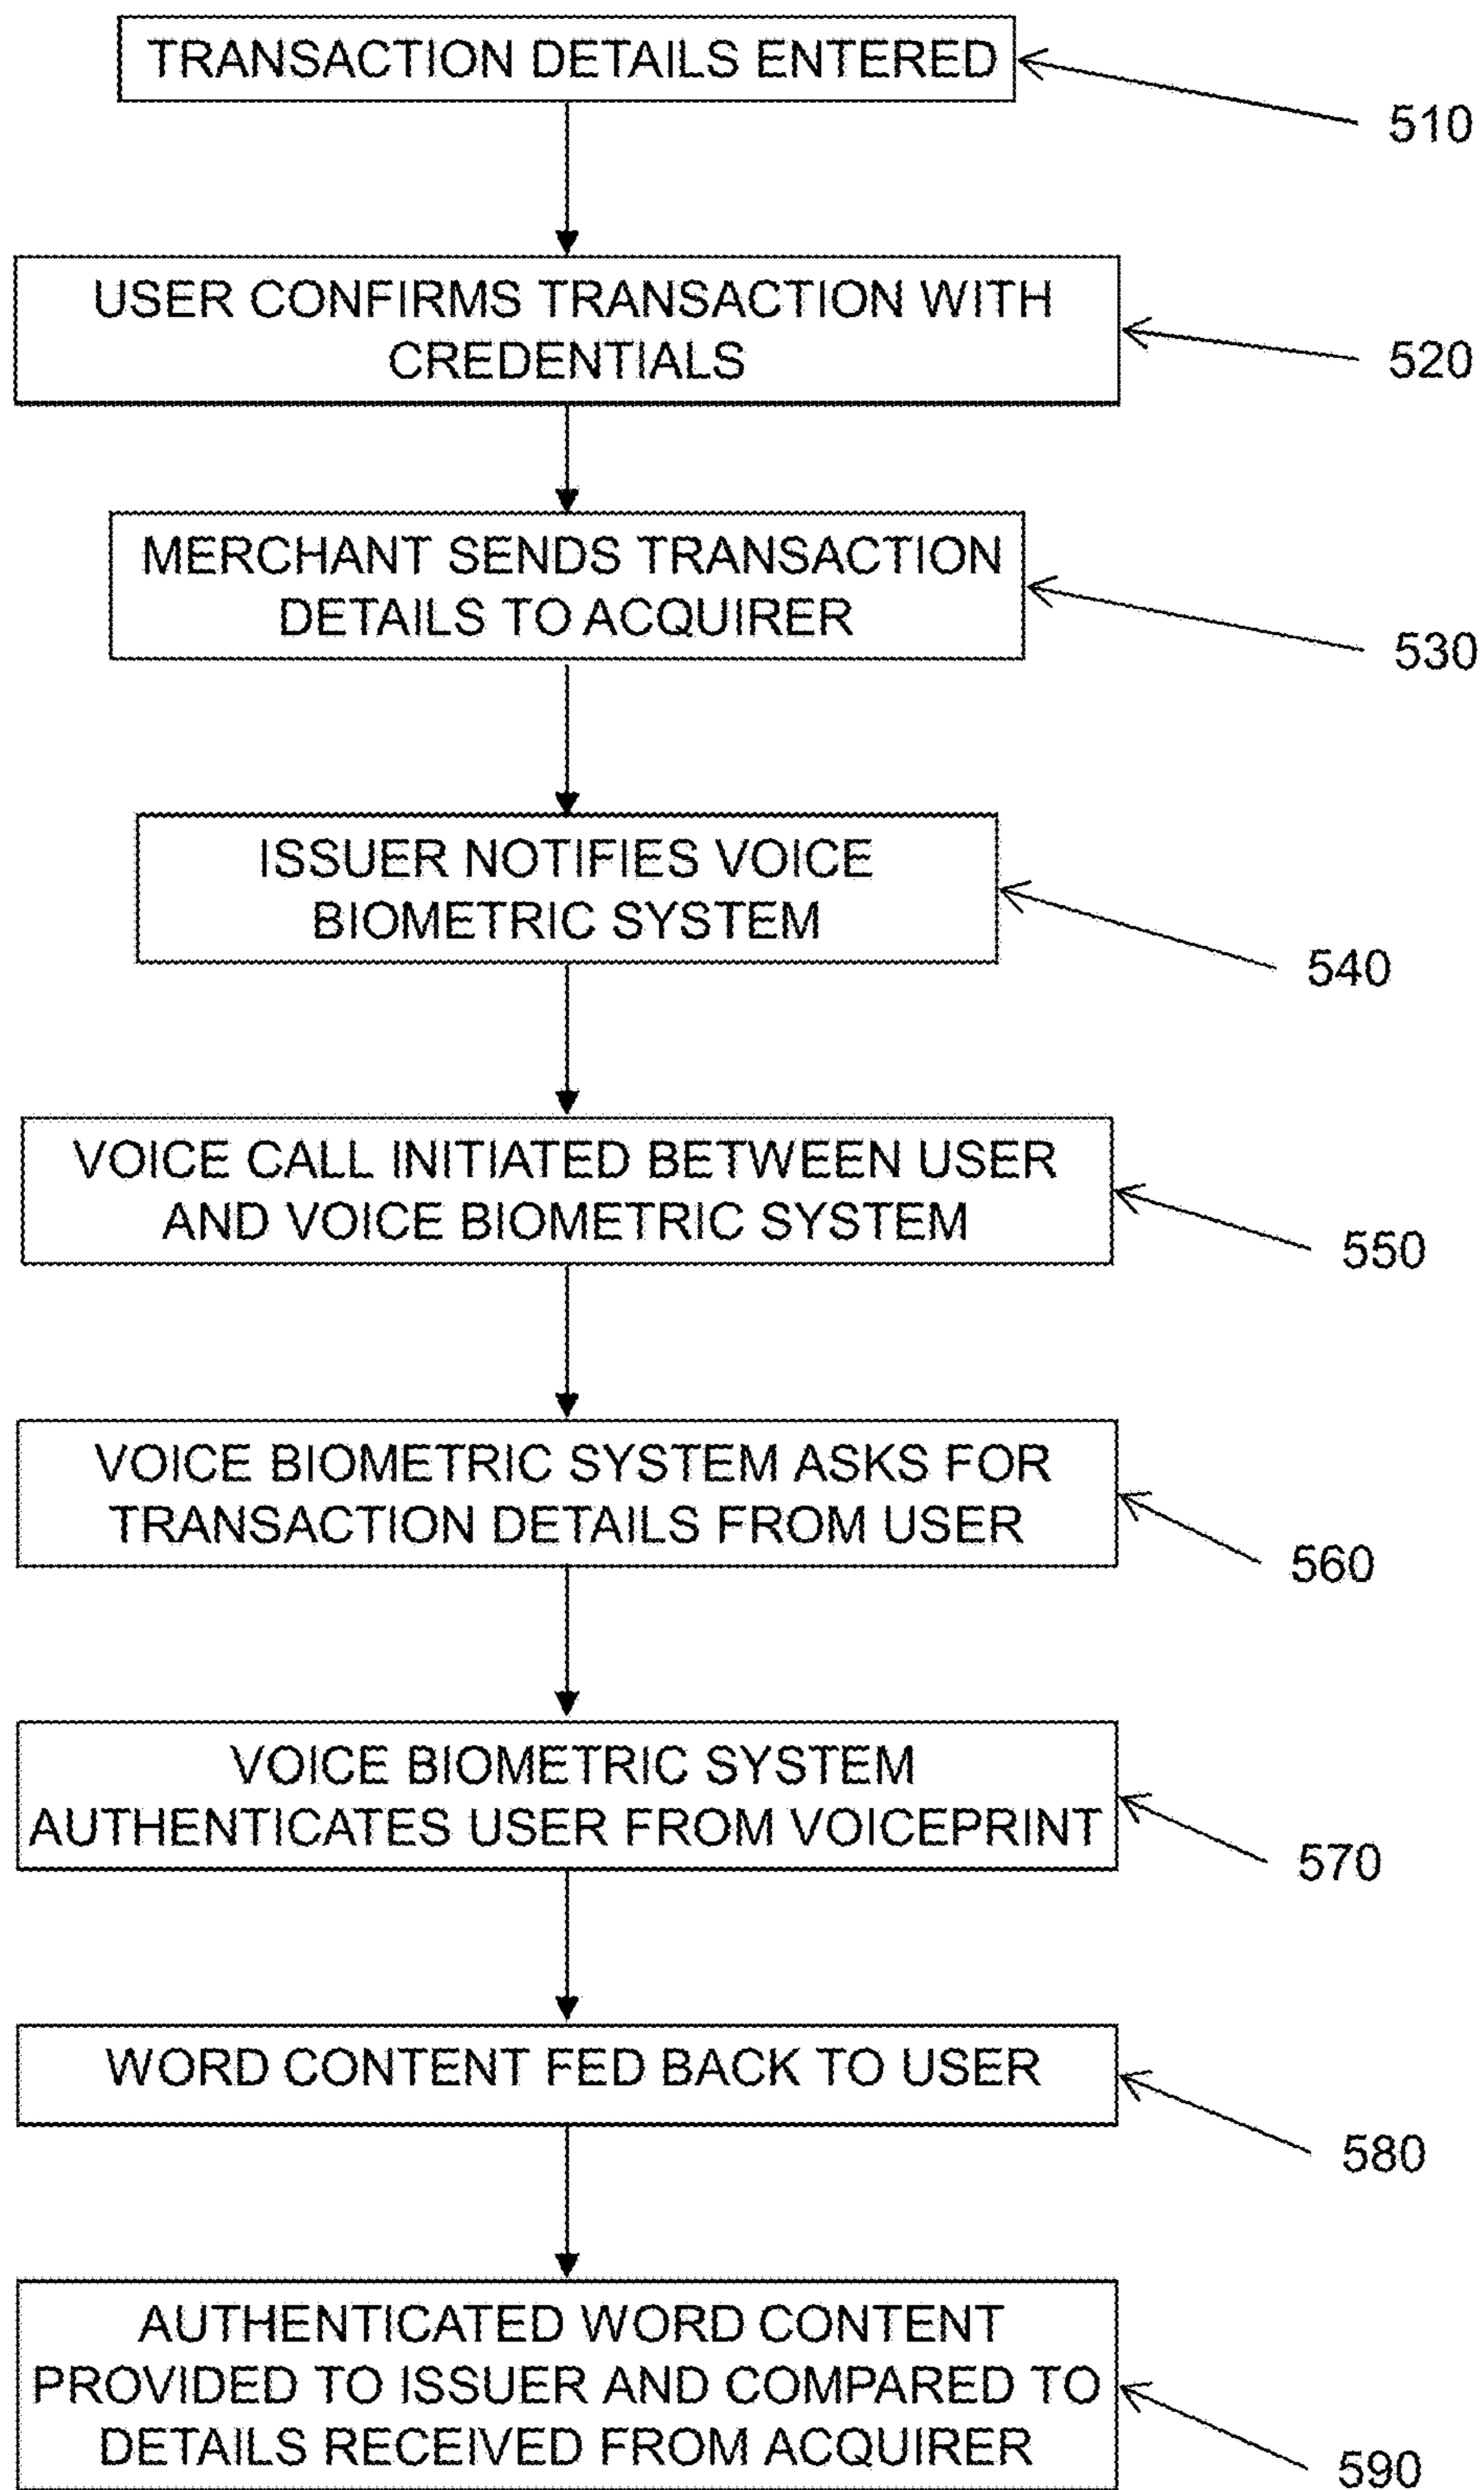 TRANSACTION DETAILS ENTERED
510
USER CONFIRMS TRANSACTION WITH
CREDENTIALS
520
MERCHANT SENDS TRANSACTION
DETAILS TO ACQUIRER
530
ISSUER NOTIFIES VOICE
BIOMETRIC SYSTEM
540
VOICE CALL INITIATED BETWEEN USER
AND VOICE BIOMETRIC SYSTEM
550
VOICE BIOMETRIC SYSTEM ASKS FOR
TRANSACTION DETAILS FROM USER
560
VOICE BIOMETRIC SYSTEM
AUTHENTICATES USER FROM VOICEPRINT
570
WORD CONTENT FED BACK TO USER
580
AUTHENTICATED WORD CONTENT
PROVIDED TO ISSUER AND COMPARED TO
DETAILS RECEIVED FROM ACQUIRER
590